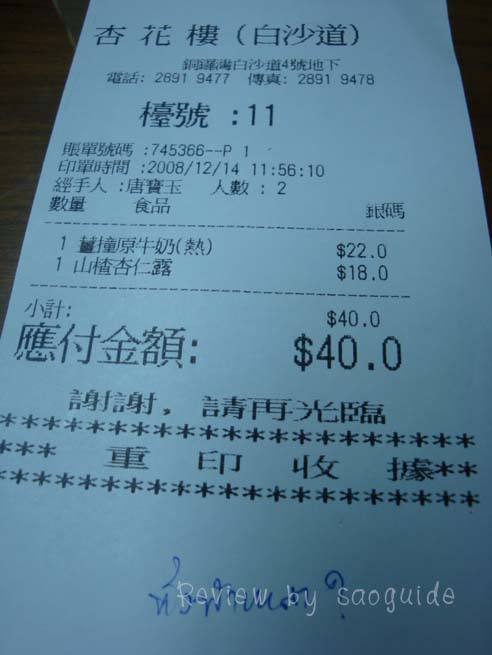 杏花樓(白沙道)
銅鑼灣白沙道4號地下
電話: 2891 9477 傳真: 2891 9478
檯號 :11
賬單號碼 :745366--P 1
印單時間 :2008/12/14 11:56:10
經手人 :唐寶玉 人數 : 2
數量 食品 銀碼
1 薑撞原牛奶(熱) $22.0
1 山楂杏仁露 $18.0
小計: $40.0
應付金額: $40.0
謝謝, 請再光臨
************************
*** 重 印 收 據**
************************
Review by saoguide